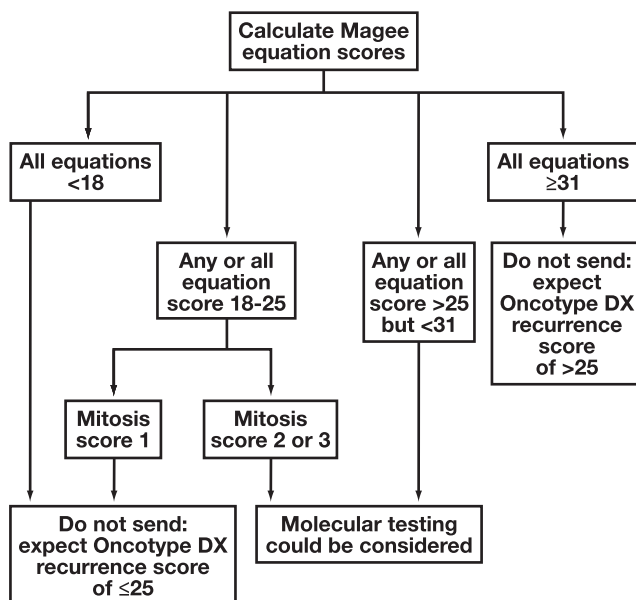 Calculate Magee
equation scores
All equations
<18
All equations
≥31
Any or all
equation
score 18-25
Any or all
equation
score >25
but <31
Do not send:
expect
Oncotype DX
recurrence
score
of >25
Mitosis
score 1
Mitosis
score 2 or 3
Do not send:
expect Oncotype DX
recurrence score
of ≤25
Molecular testing
could be considered